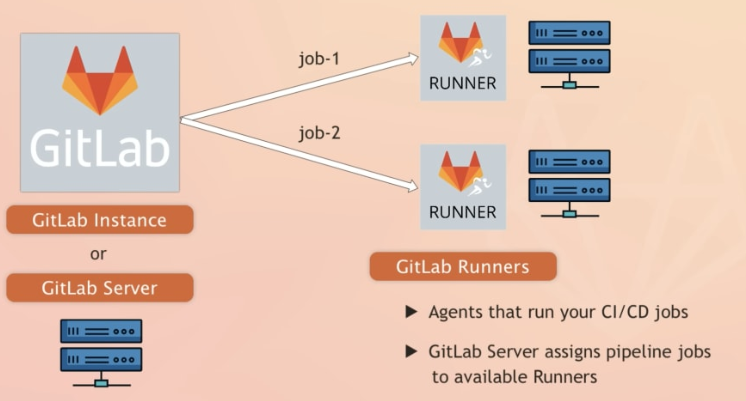 GitLab
GitLab Instance
or
GitLab Server
job-1
job-2
RUNNER
RUNNER
GitLab Runners
▶ Agents that run your CI/CD jobs
▶ GitLab Server assigns pipeline jobs
to available Runners